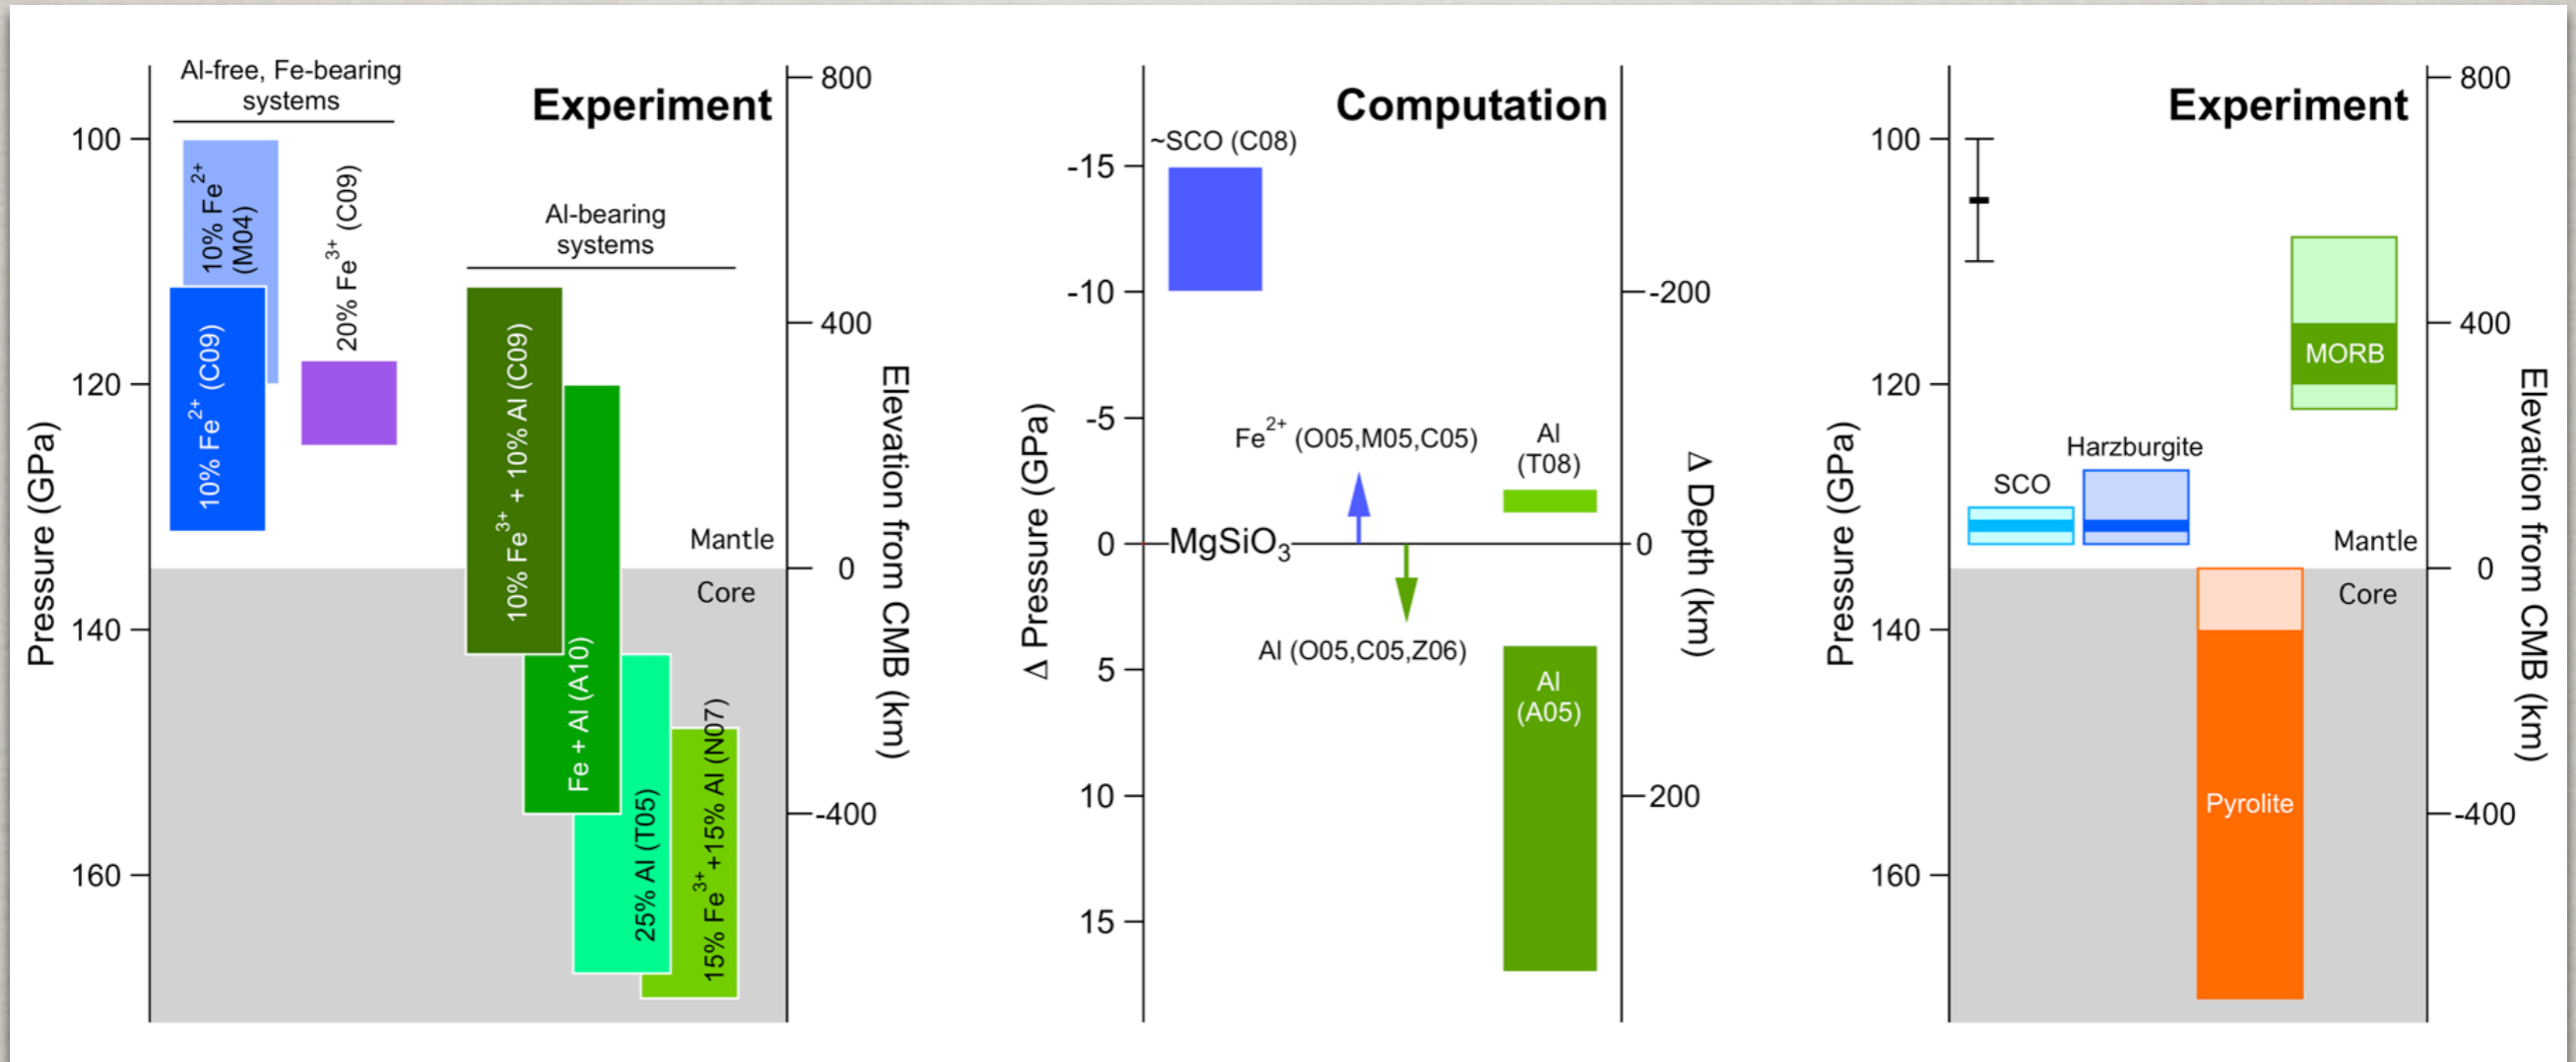 Al-free, Fe-bearing
systems
Experiment
800
100
10% Fe²⁺
(M04)
20% Fe³⁺ (C09)
Al-bearing
systems
400
10% Fe²⁺ (C09)
10% Fe³⁺ + 10% Al (C09)
120
Pressure (GPa)
Elevation from CMB (km)
Mantle
0
Core
140
Fe + Al (A10)
25% Al (T05)
15% Fe³⁺+15% Al (N07)
-400
160
Computation
~SCO (C08)
-15
-10
-200
-5
Fe²⁺ (O05,M05,C05)
Al
(T08)
Δ Pressure (GPa)
Δ Depth (km)
0
MgSiO₃
0
Al (O05,C05,Z06)
5
Al
(A05)
10
200
15
Experiment
800
100
400
MORB
120
Harzburgite
SCO
Pressure (GPa)
Elevation from CMB (km)
Mantle
0
Core
140
Pyrolite
-400
160